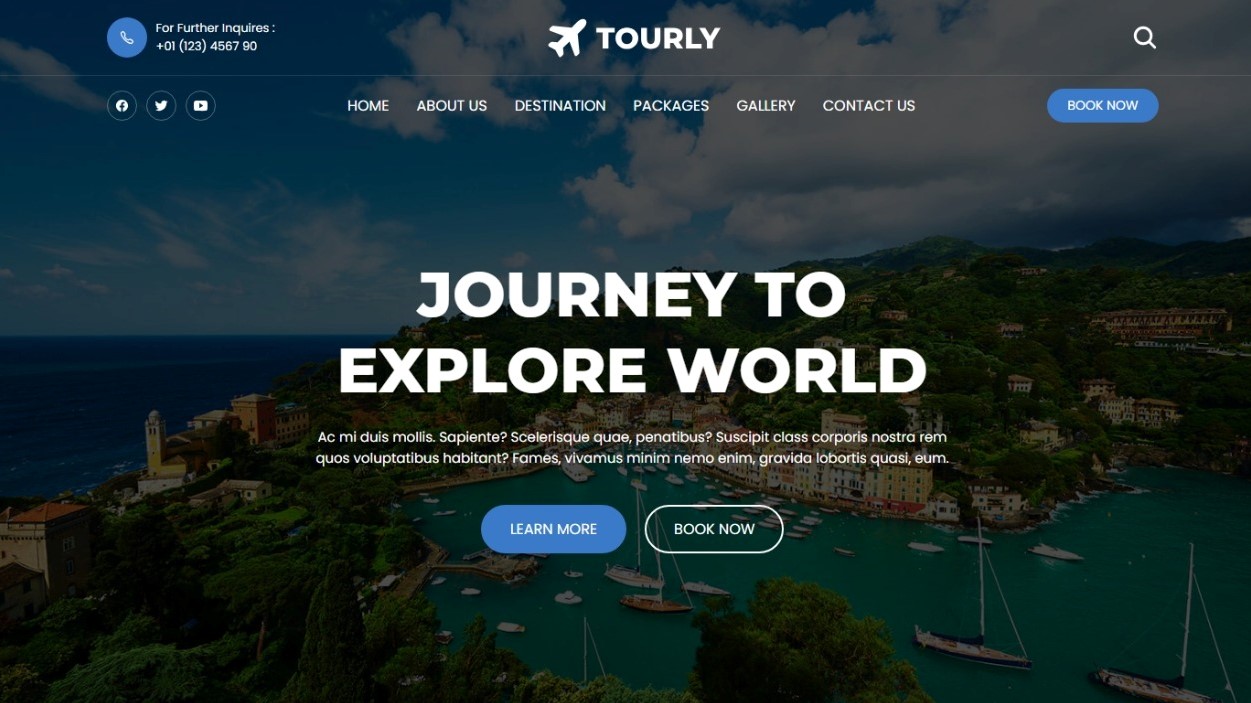 For Further Inquires :
+01 (123) 4567 90
TOURLY
HOME ABOUT US DESTINATION PACKAGES GALLERY CONTACT US
BOOK NOW
JOURNEY TO
EXPLORE WORLD
Ac mi duis mollis. Sapiente? Scelerisque quae, penatibus? Suscipit class corporis nostra rem
quos voluptatibus habitant? Fames, vivamus minim nemo enim, gravida lobortis quasi, eum.
LEARN MORE
BOOK NOW